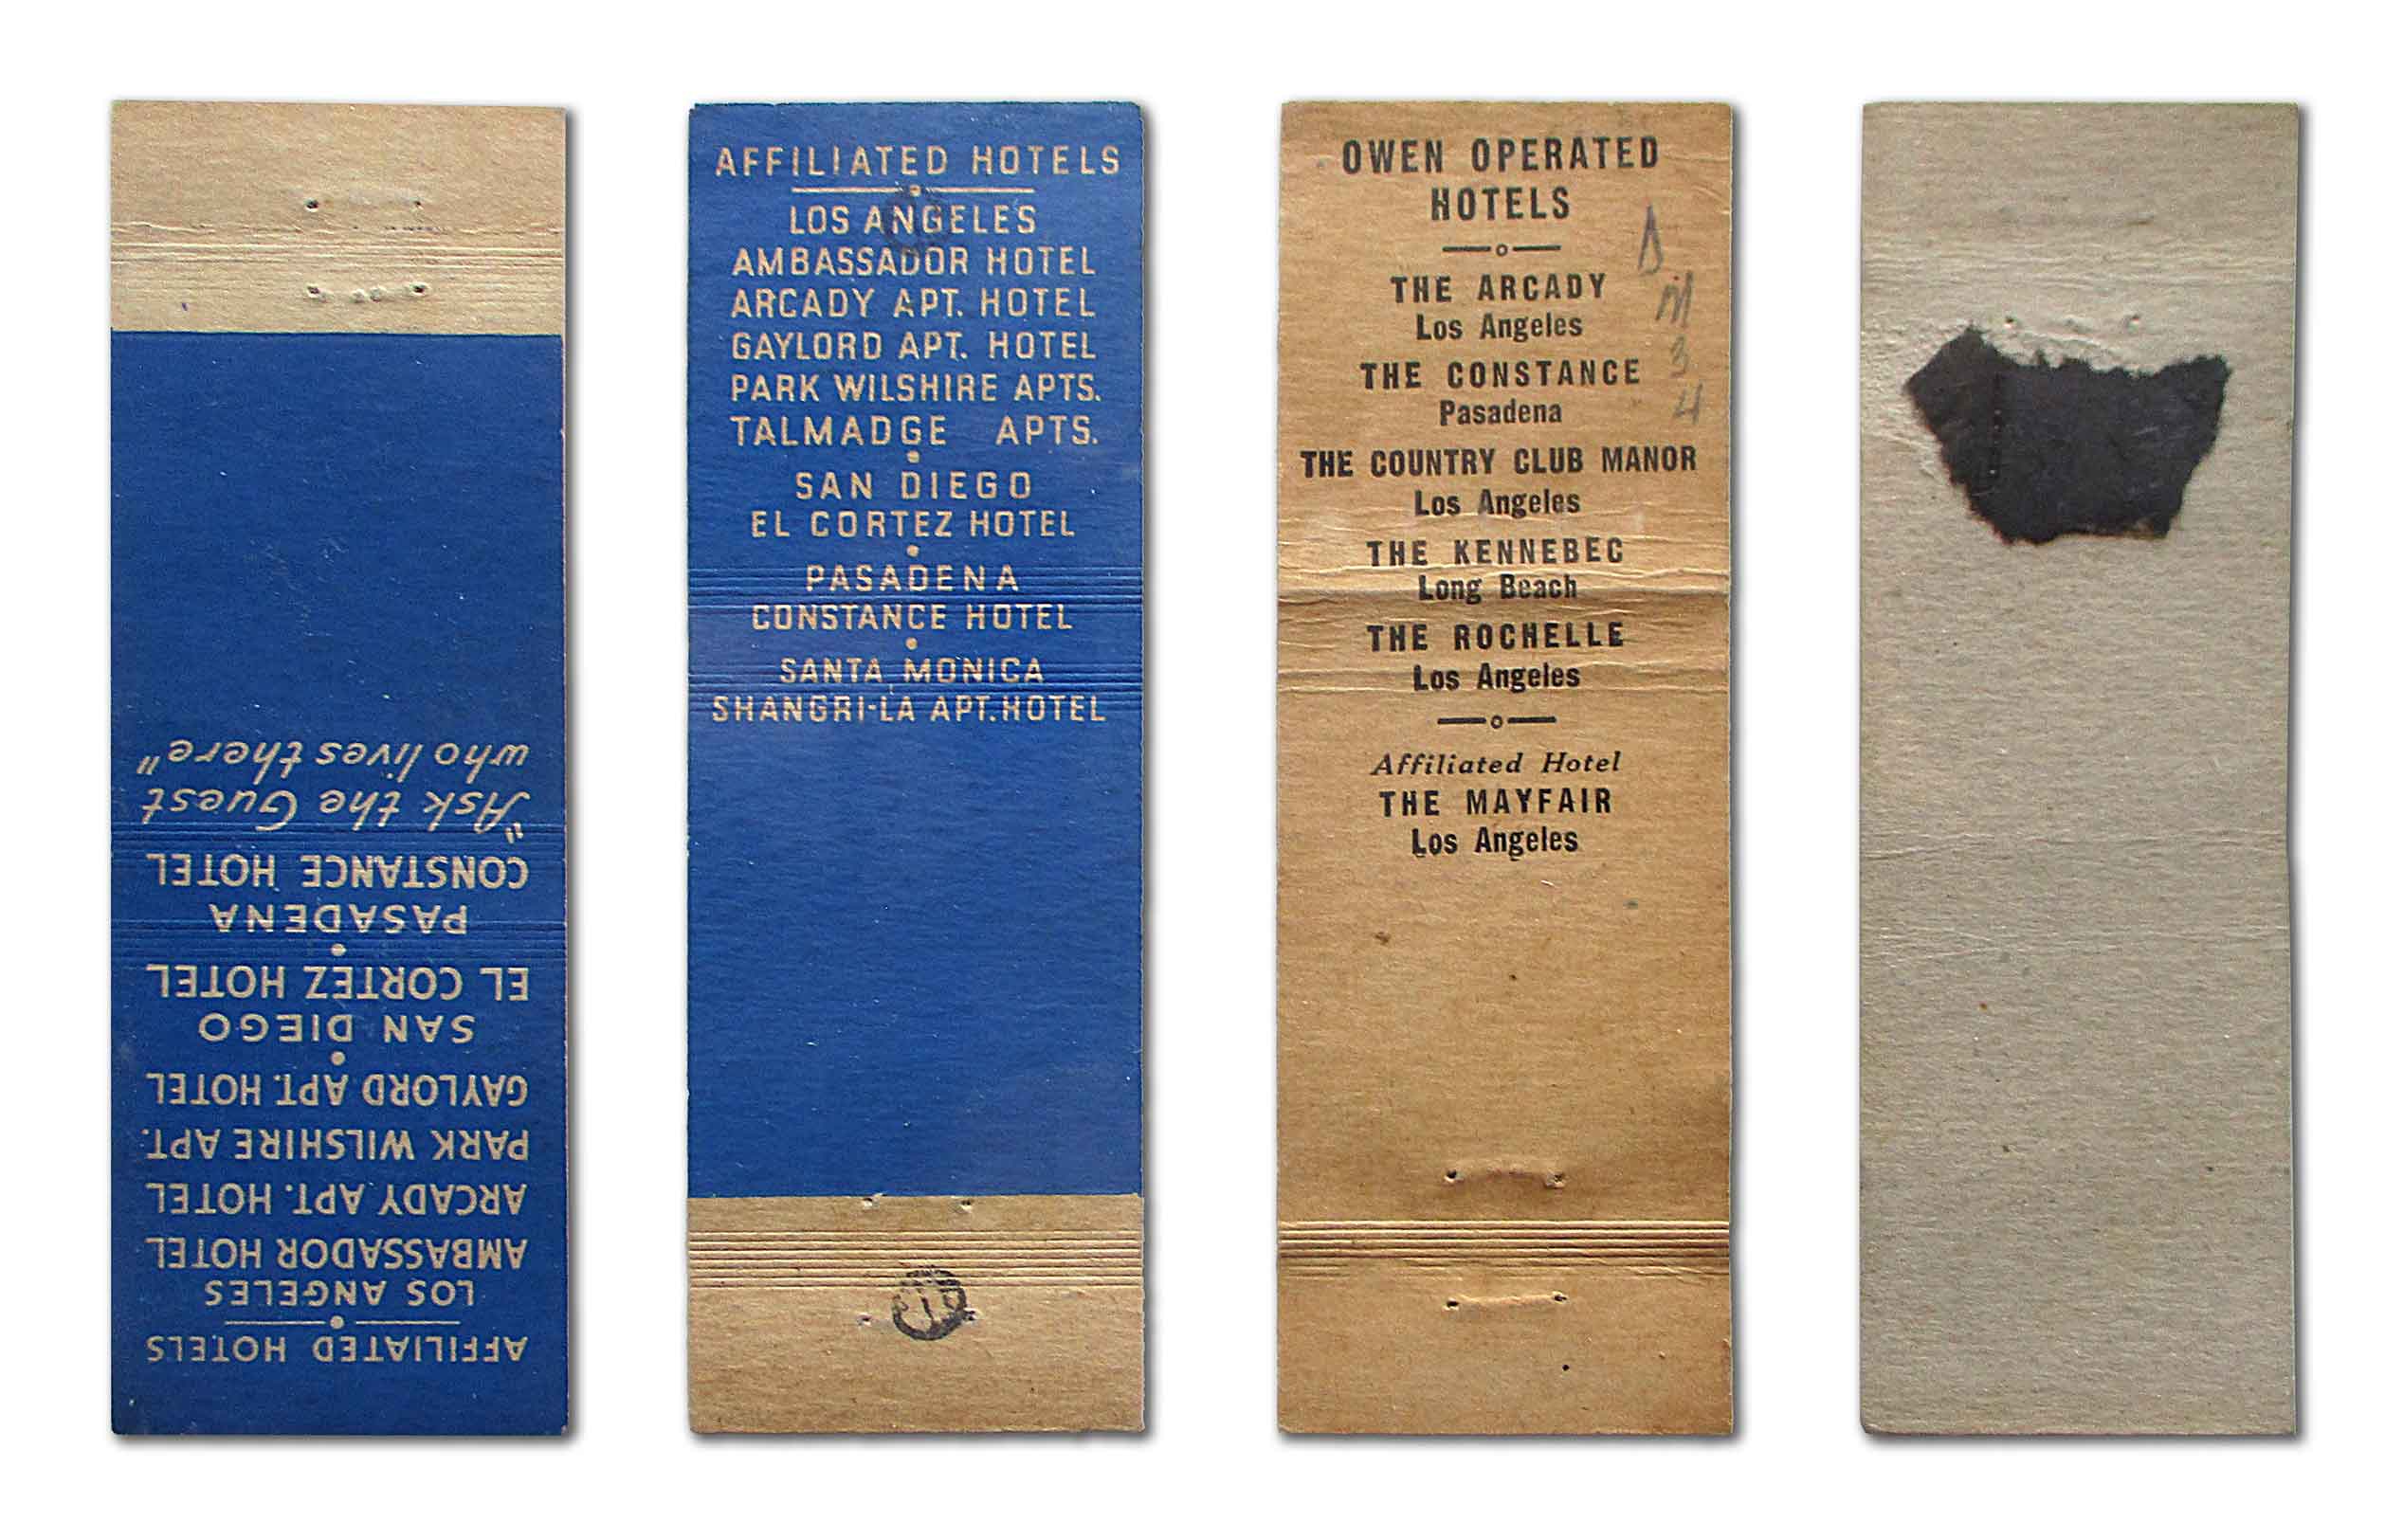 AFFILIATED HOTELS
LOS ANGELES
AMBASSADOR HOTEL
ARCADY APT. HOTEL
PARK WILSHIRE APT.
GAYLORD APT. HOTEL
SAN DIEGO
EL CORTEZ HOTEL
PASADENA
CONSTANCE HOTEL
"Ask the Guest
who lives there"
AFFILIATED HOTELS
LOS ANGELES
AMBASSADOR HOTEL
ARCADY APT. HOTEL
GAYLORD APT. HOTEL
PARK WILSHIRE APTS.
TALMADGE APTS.
SAN DIEGO
EL CORTEZ HOTEL
PASADENA
CONSTANCE HOTEL
SANTA MONICA
SHANGRI-LA APT. HOTEL
OWEN OPERATED
HOTELS
THE ARCADY
Los Angeles
THE CONSTANCE
Pasadena
THE COUNTRY CLUB MANOR
Los Angeles
THE KENNEBEC
Long Beach
THE ROCHELLE
Los Angeles
Affiliated Hotel
THE MAYFAIR
Los Angeles